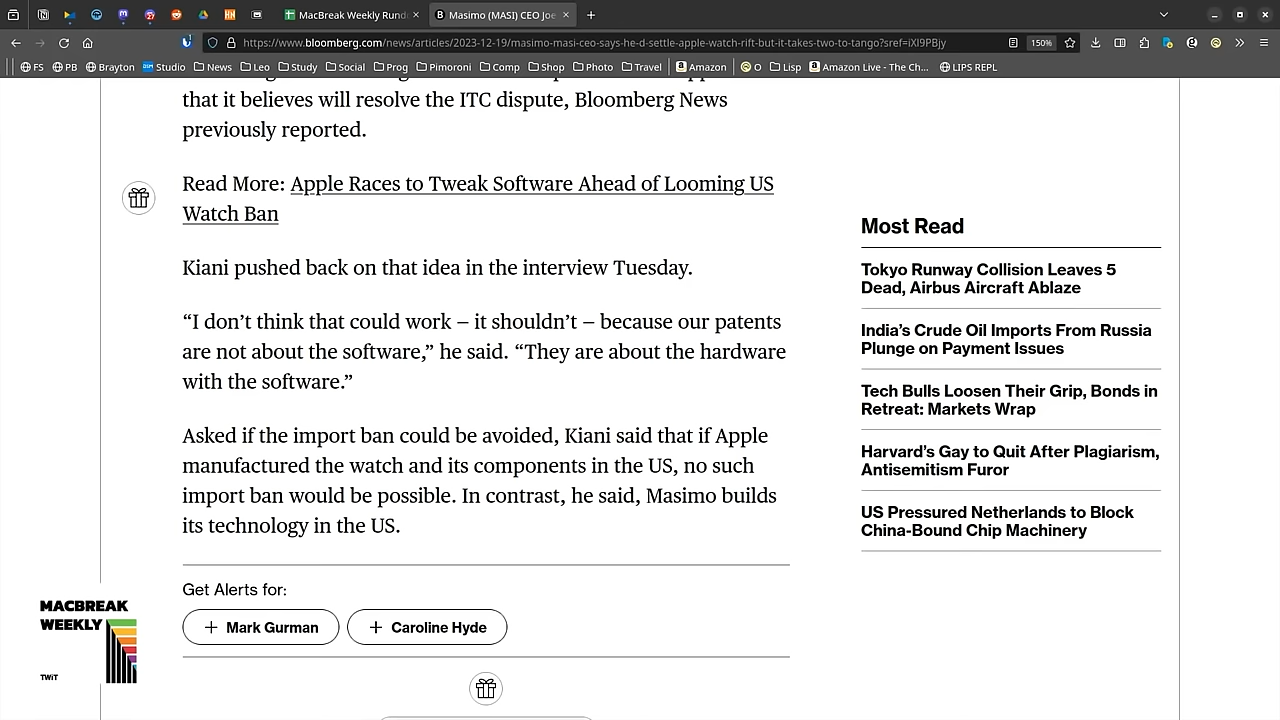 MacBreak Weekly Rund
Masimo (MASI) CEO Joe
https://www.bloomberg.com/news/articles/2023-12-19/masimo-masi-ceo-says-he-d-settle-apple-watch-rift-but-it-takes-two-to-tango?sref=iXl9PBjy
150%
FS PB Brayton Studio News Leo Study Social Prog Pimoroni Comp Shop Photo Travel Amazon O Lisp Amazon Live - The Ch... LIPS REPL
that it believes will resolve the ITC dispute, Bloomberg News
previously reported.
Read More: Apple Races to Tweak Software Ahead of Looming US
Watch Ban
Kiani pushed back on that idea in the interview Tuesday.
“I don’t think that could work – it shouldn’t – because our patents
are not about the software,” he said. “They are about the hardware
with the software.”
Asked if the import ban could be avoided, Kiani said that if Apple
manufactured the watch and its components in the US, no such
import ban would be possible. In contrast, he said, Masimo builds
its technology in the US.
Get Alerts for:
+ Mark Gurman
+ Caroline Hyde
Most Read
Tokyo Runway Collision Leaves 5
Dead, Airbus Aircraft Ablaze
India’s Crude Oil Imports From Russia
Plunge on Payment Issues
Tech Bulls Loosen Their Grip, Bonds in
Retreat: Markets Wrap
Harvard’s Gay to Quit After Plagiarism,
Antisemitism Furor
US Pressured Netherlands to Block
China-Bound Chip Machinery
MACBREAK
WEEKLY
TWiT